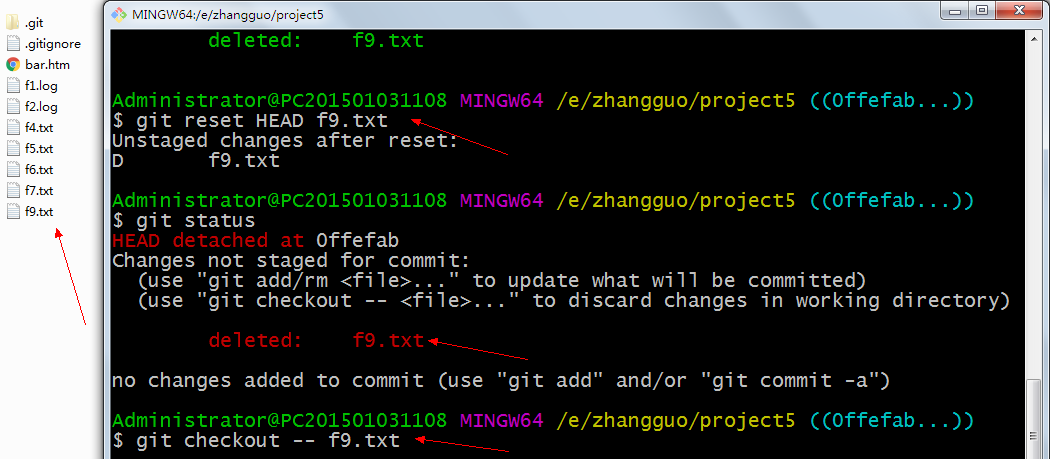 .git
.gitignore
bar.htm
f1.log
f2.log
f4.txt
f5.txt
f6.txt
f7.txt
f9.txt
MINGW64:/e/zhangguo/project5
deleted: f9.txt
Administrator@PC201501031108 MINGW64 /e/zhangguo/project5 ((0ffefab...))
$ git reset HEAD f9.txt
Unstaged changes after reset:
D f9.txt
Administrator@PC201501031108 MINGW64 /e/zhangguo/project5 ((0ffefab...))
$ git status
HEAD detached at 0ffefab
Changes not staged for commit:
(use "git add/rm <file>..." to update what will be committed)
(use "git checkout -- <file>..." to discard changes in working directory)
deleted: f9.txt
no changes added to commit (use "git add" and/or "git commit -a")
Administrator@PC201501031108 MINGW64 /e/zhangguo/project5 ((0ffefab...))
$ git checkout -- f9.txt